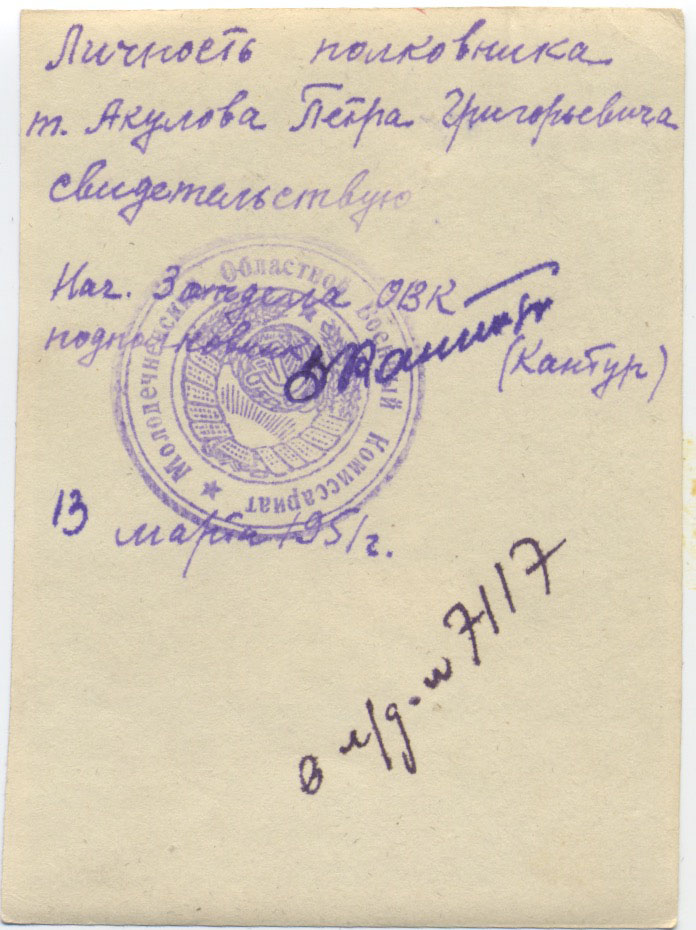 Личность полковника
т. Акулова Петра Григорьевича
свидетельствую
Нач. 3 отдела ОВК
подполковник
(Кантур)
Молодечненский Областной Военный Комиссариат
13 марта 1951 г.
в л/д-и 7117